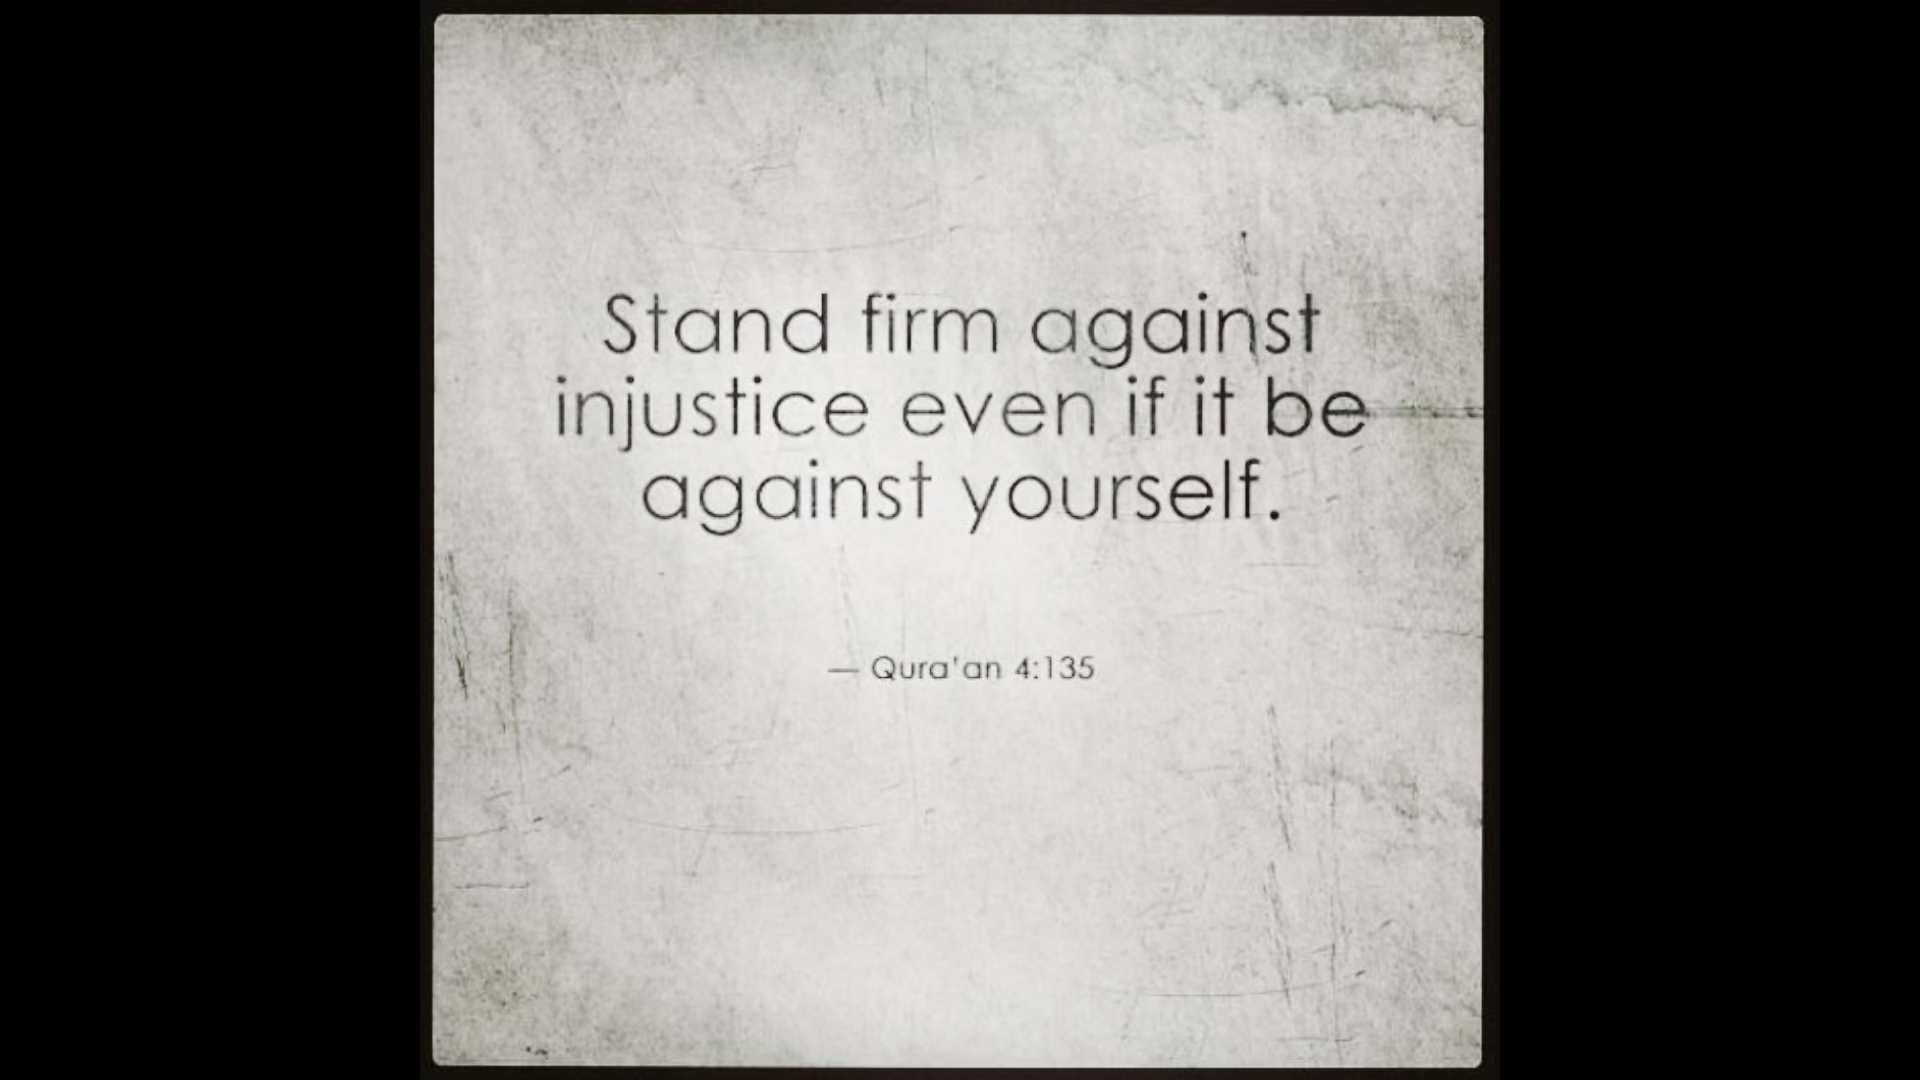 Stand firm against
injustice even if it be
against yourself.
— Qura'an 4:135